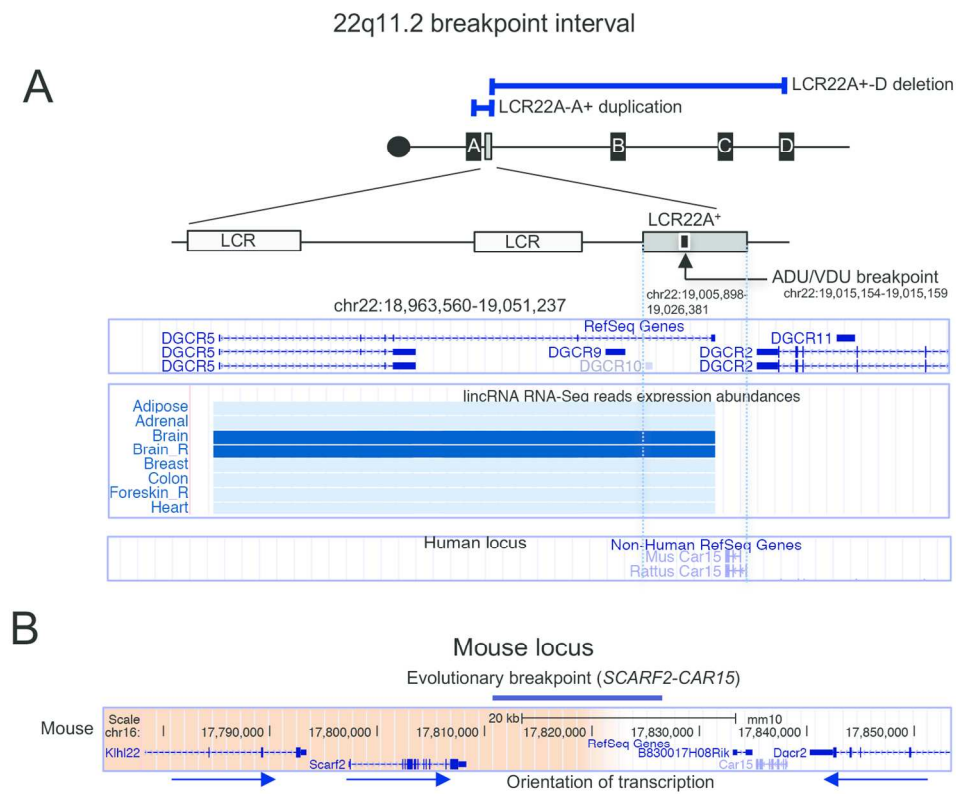 22q11.2 breakpoint interval
A
LCR22A+-D deletion
LCR22A-A+ duplication
A B C D
LCR22A+
LCR LCR
ADU/VDU breakpoint
chr22:19,005,898-
19,026,381
chr22:19,015,154-19,015,159
chr22:18,963,560-19,051,237
RefSeq Genes
DGCR5 DGCR11
DGCR5 DGCR9 DGCR2
DGCR5 DGCR10 DGCR2
lincRNA RNA-Seq reads expression abundances
Adipose
Adrenal
Brain
Brain_R
Breast
Colon
Foreskin_R
Heart
Human locus
Non-Human RefSeq Genes
Mus Car15
Rattus Car15
B
Mouse locus
Evolutionary breakpoint (SCARF2-CAR15)
Mouse
Scale 20 kb mm10
chr16: 17,790,000 17,800,000 17,810,000 17,820,000 17,830,000 17,840,000 17,850,000
RefSeq Genes
Klhl22 B830017H08Rik Dgcr2
Scarf2 Car15
Orientation of transcription